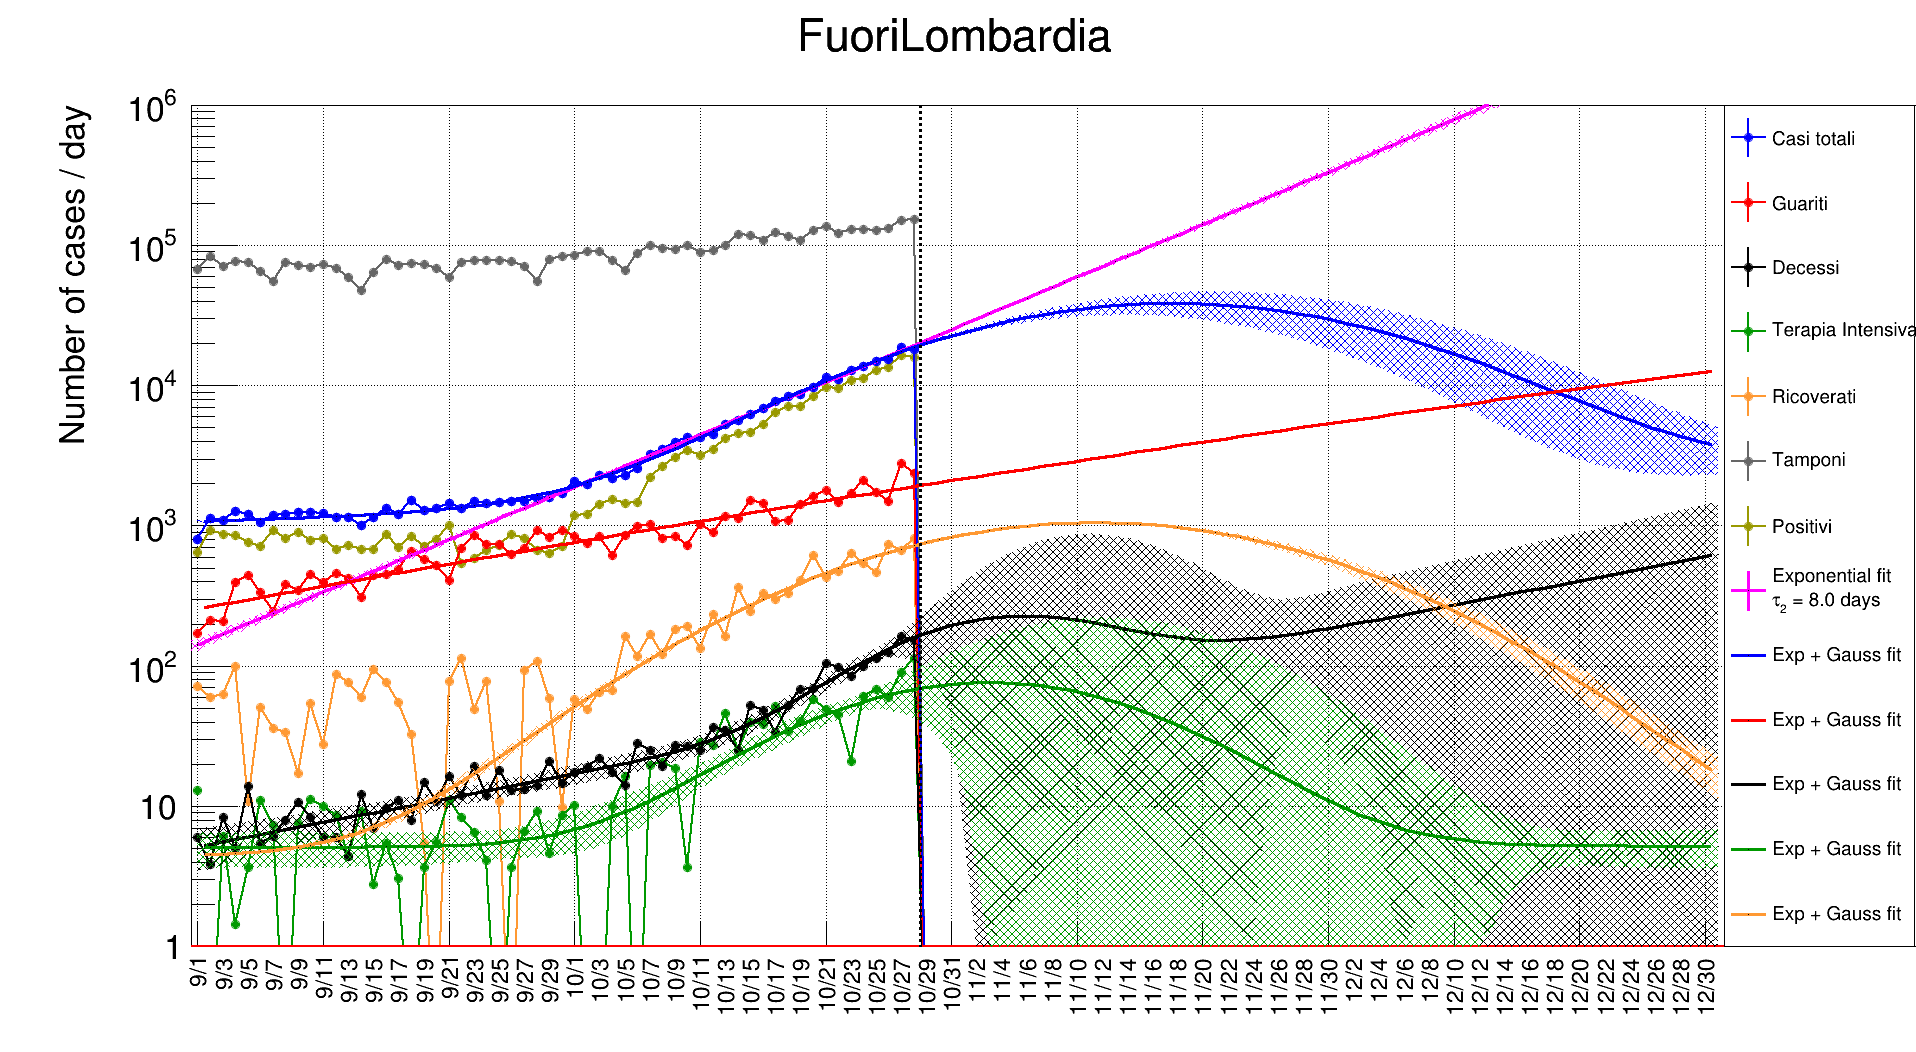 FuoriLombardia
Number of cases / day
10^6
10^5
10^4
10^3
10^2
10
1
9/1 9/3 9/5 9/7 9/9 9/11 9/13 9/15 9/17 9/19 9/21 9/23 9/25 9/27 9/29 10/1 10/3 10/5 10/7 10/9 10/11 10/13 10/15 10/17 10/19 10/21 10/23 10/25 10/27 10/29 10/31 11/2 11/4 11/6 11/8 11/10 11/12 11/14 11/16 11/18 11/20 11/22 11/24 11/26 11/28 11/30 12/2 12/4 12/6 12/8 12/10 12/12 12/14 12/16 12/18 12/20 12/22 12/24 12/26 12/28 12/30
Casi totali
Guariti
Decessi
Terapia Intensiva
Ricoverati
Tamponi
Positivi
Exponential fit
τ₂ = 8.0 days
Exp + Gauss fit
Exp + Gauss fit
Exp + Gauss fit
Exp + Gauss fit
Exp + Gauss fit